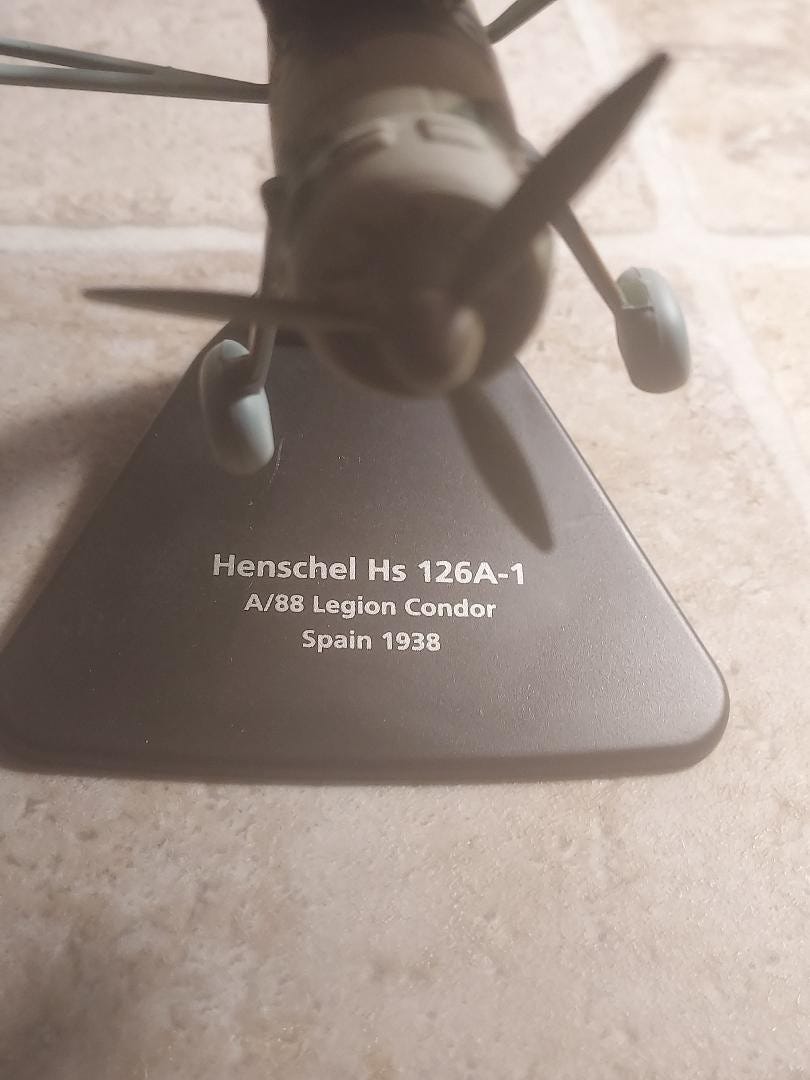 Henschel Hs 126A-1
A/88 Legion Condor
Spain 1938